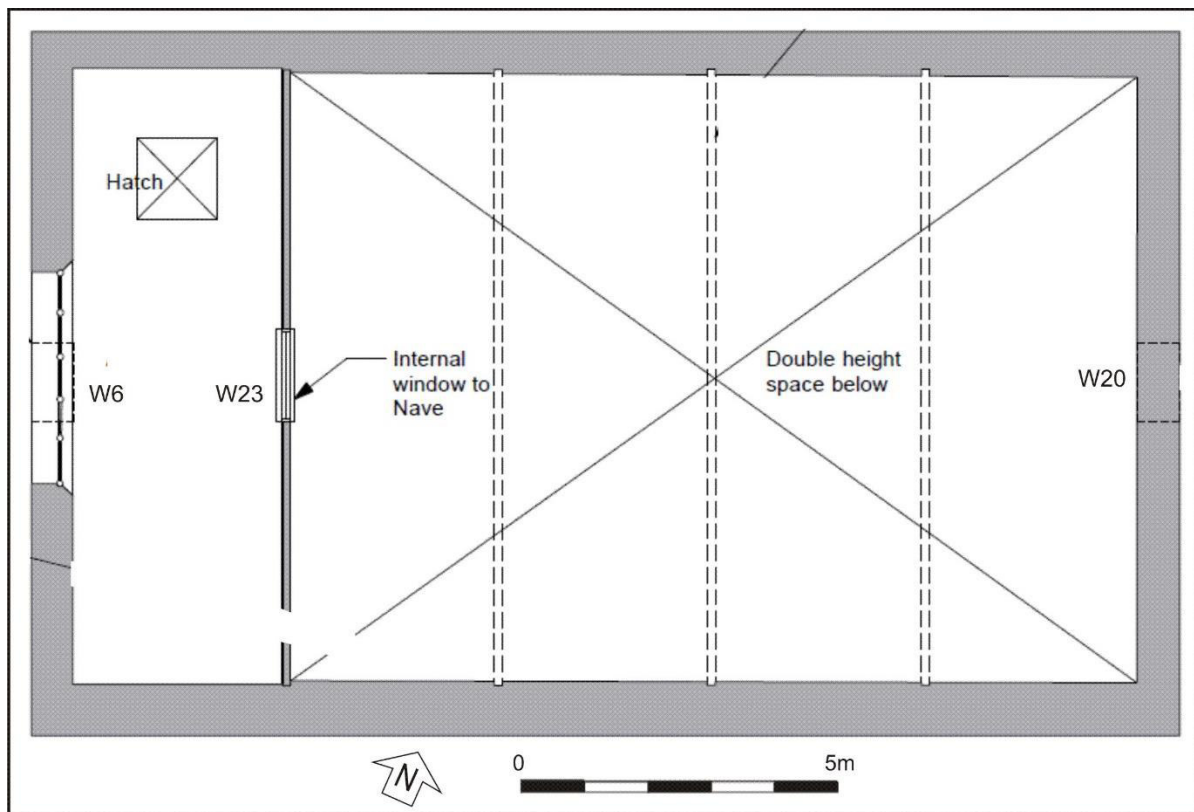 Hatch
W6
W23
Internal
window to
Nave
Double height
space below
W20
N
0
5m